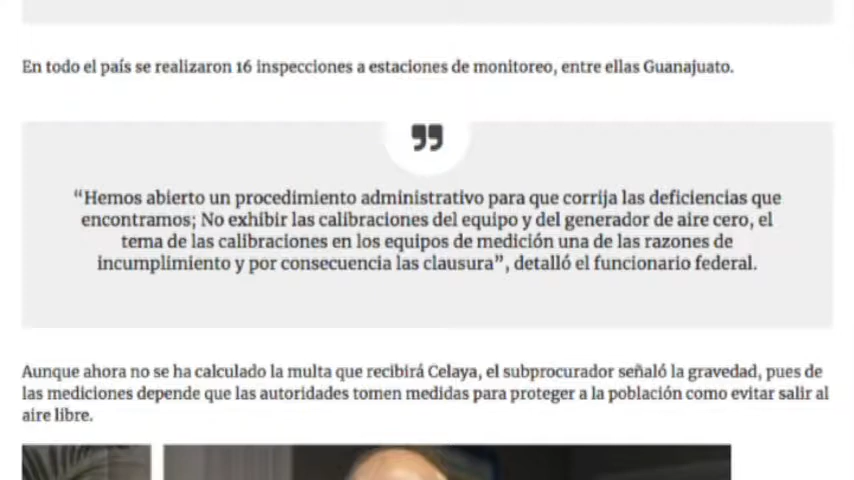 En todo el país se realizaron 16 inspecciones a estaciones de monitoreo, entre ellas Guanajuato.
”
“Hemos abierto un procedimiento administrativo para que corrija las deficiencias que
encontramos; No exhibir las calibraciones del equipo y del generador de aire cero, el
tema de las calibraciones en los equipos de medición una de las razones de
incumplimiento y por consecuencia las clausura”, detalló el funcionario federal.
Aunque ahora no se ha calculado la multa que recibirá Celaya, el subprocurador señaló la gravedad, pues de
las mediciones depende que las autoridades tomen medidas para proteger a la población como evitar salir al
aire libre.